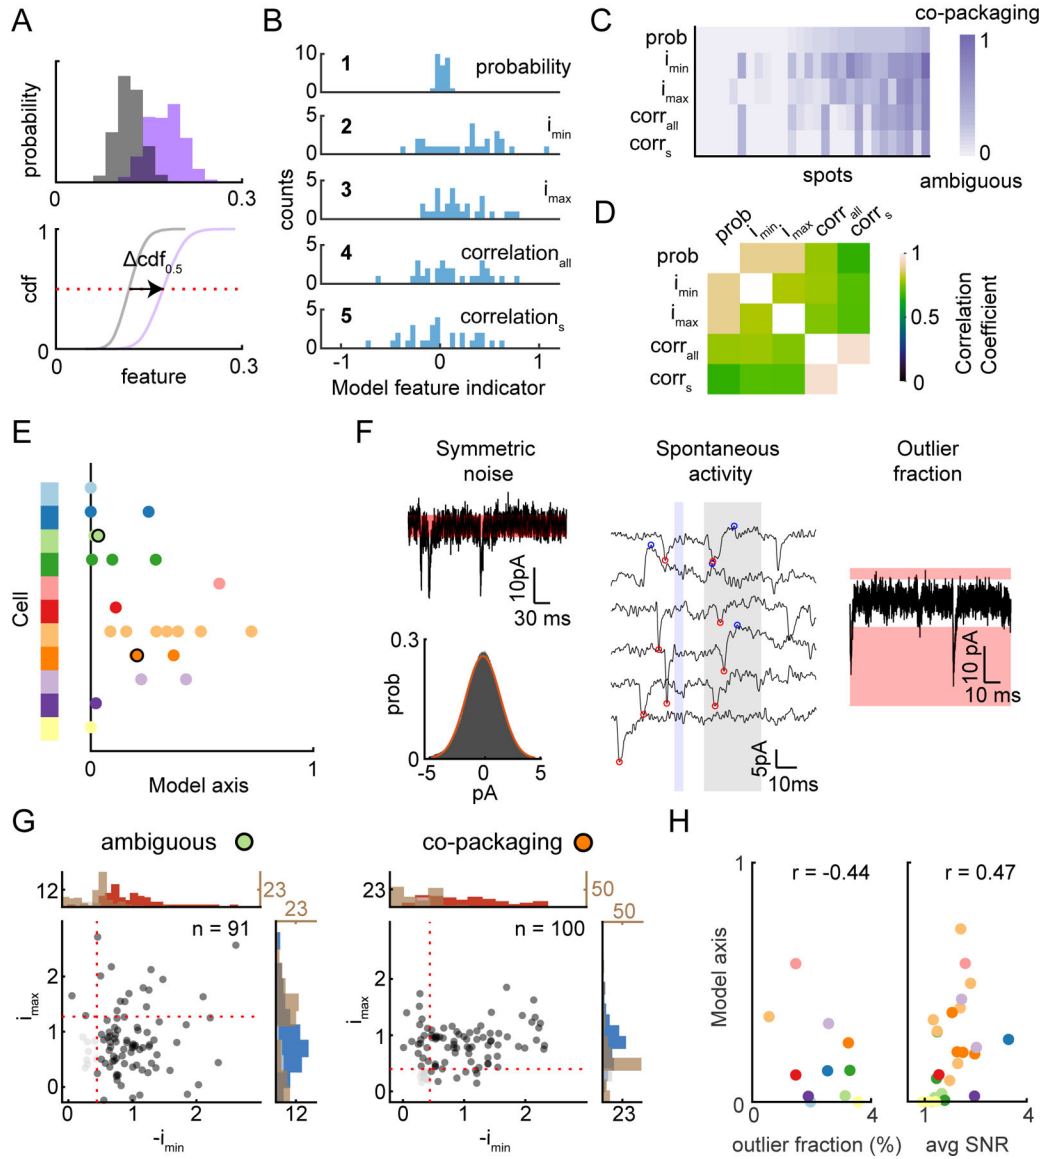 A
probability
0
0.3
1
cdf
Δcdf0.5
0
0
0.3
feature
B
counts
10
5
0
1
probability
5
0
2
imin
5
0
3
imax
5
0
4
correlationall
5
0
5
correlations
-1
0
1
Model feature indicator
C
prob
imin
imax
corrall
corrs
spots
co-packaging
1
0
ambiguous
D
prob
imin
imax
corrall
corrs
prob
imin
imax
corrall
corrs
1
0.5
0
Correlation
Coefficient
E
Cell
0
1
Model axis
F
Symmetric
noise
10pA
30 ms
0.3
prob
0
-5
0
5
pA
Spontaneous
activity
5pA
10ms
Outlier
fraction
10 pA
10 ms
G
ambiguous
12
23
23
n = 91
2
1
0
imax
0
1
2
-imin
12
co-packaging
23
50
50
n = 100
2
1
0
imax
0
1
2
-imin
23
H
1
r = -0.44
Model axis
0
0
4
outlier fraction (%)
r = 0.47
1
4
avg SNR